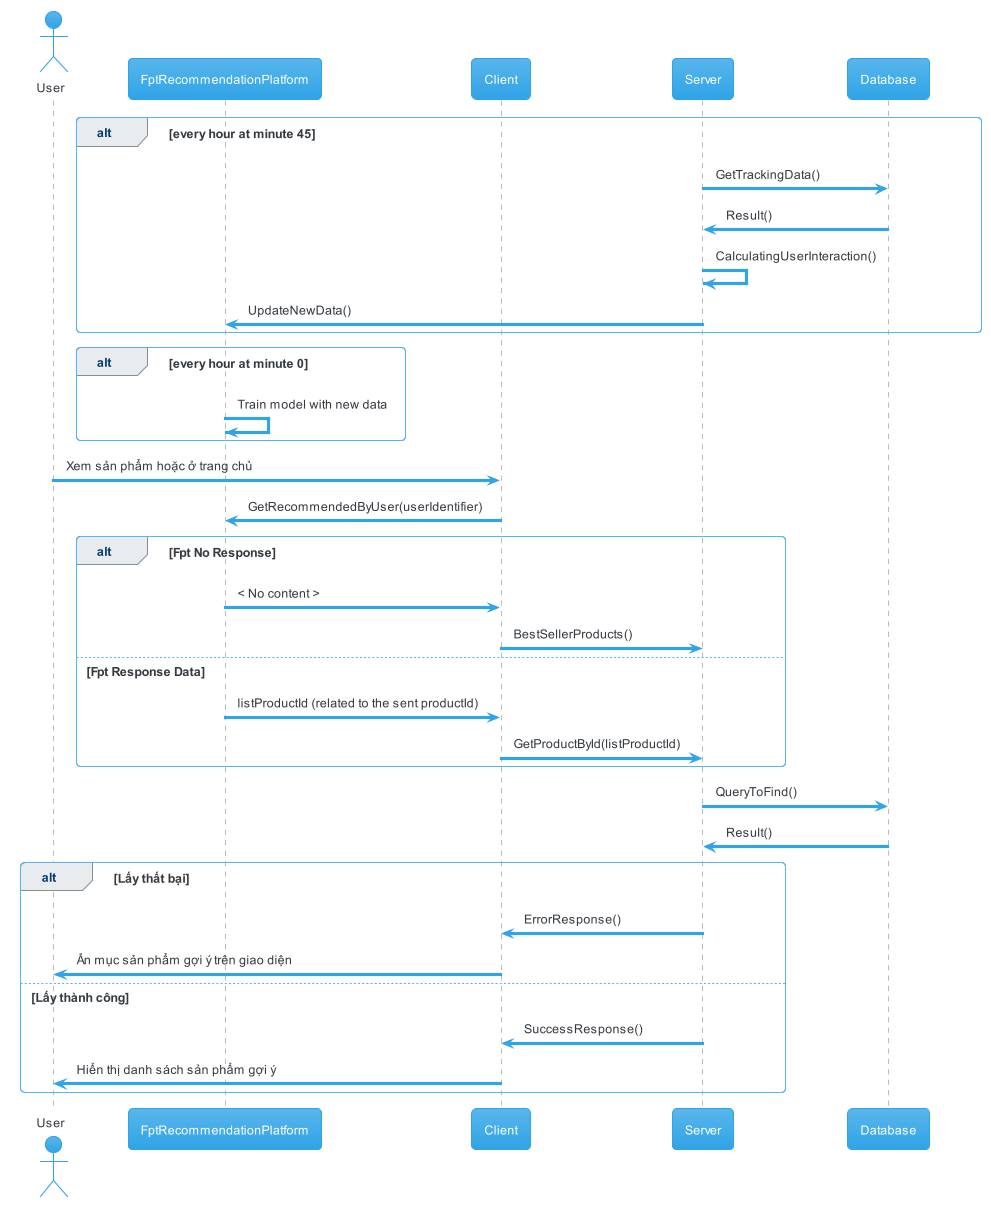 User
FptRecommendationPlatform
Client
Server
Database
alt
[every hour at minute 45]
GetTrackingData()
Result()
CalculatingUserInteraction()
UpdateNewData()
alt
[every hour at minute 0]
Train model with new data
Xem sản phẩm hoặc ở trang chủ
GetRecommendedByUser(userIdentifier)
alt
[Fpt No Response]
< No content >
BestSellerProducts()
[Fpt Response Data]
listProductId (related to the sent productId)
GetProductById(listProductId)
QueryToFind()
Result()
alt
[Lấy thất bại]
ErrorResponse()
Ẩn mục sản phẩm gợi ý trên giao diện
[Lấy thành công]
SuccessResponse()
Hiển thị danh sách sản phẩm gợi ý
User
FptRecommendationPlatform
Client
Server
Database